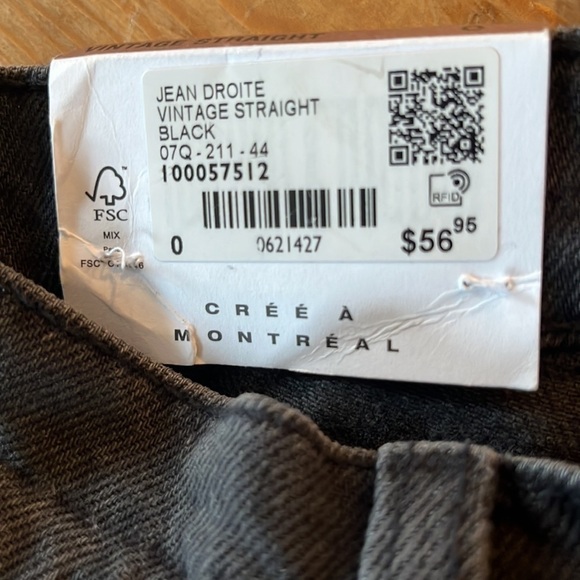 VINTAGE STRAIGHT
JEAN DROITE
VINTAGE STRAIGHT
BLACK
07Q - 211 - 44
100057512
RFID
0 0621427 $56.95
FSC
MIX
FSC®
CRÉÉ À
MONTRÉAL